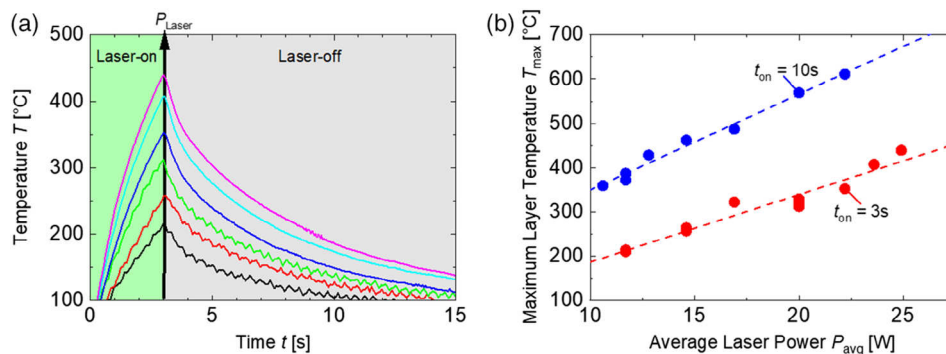 (a)
P_Laser
500
400
300
200
100
Temperature T [°C]
Laser-on
Laser-off
0
5
10
15
Time t [s]
(b)
700
600
500
400
300
200
100
Maximum Layer Temperature T_max [°C]
t_on = 10s
t_on = 3s
10
15
20
25
Average Laser Power P_avg [W]